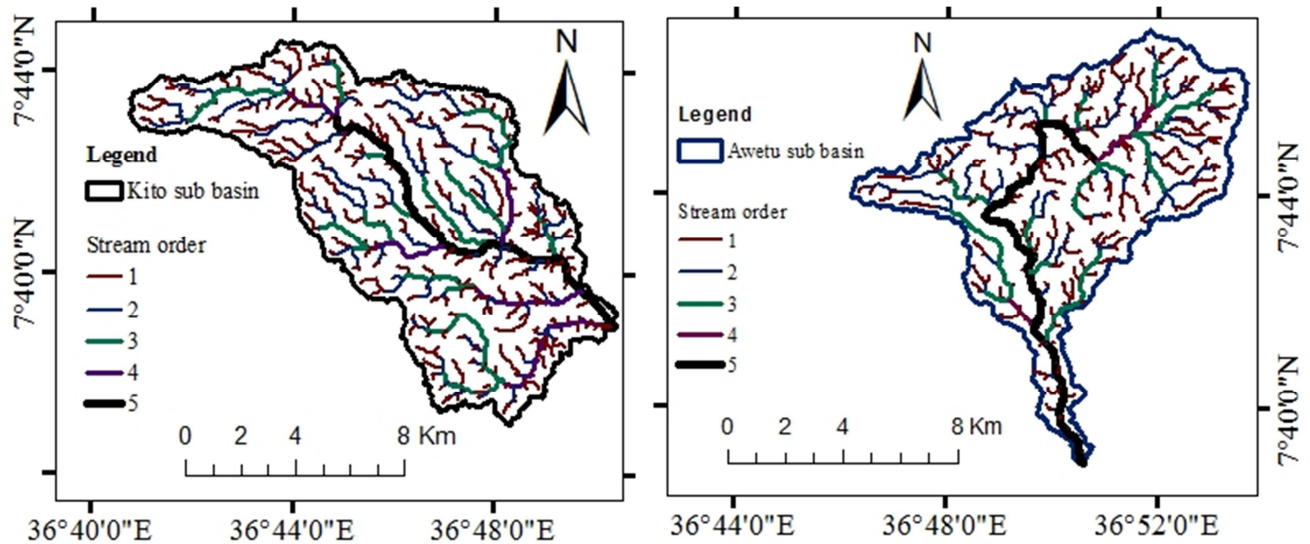 N
7°44'0"N
7°40'0"N
Legend
Kito sub basin
Stream order
1
2
3
4
5
0 2 4 8 Km
36°40'0"E 36°44'0"E 36°48'0"E
N
Legend
Awetu sub basin
Stream order
1
2
3
4
5
0 2 4 8 Km
7°44'0"N
7°40'0"N
36°44'0"E 36°48'0"E 36°52'0"E